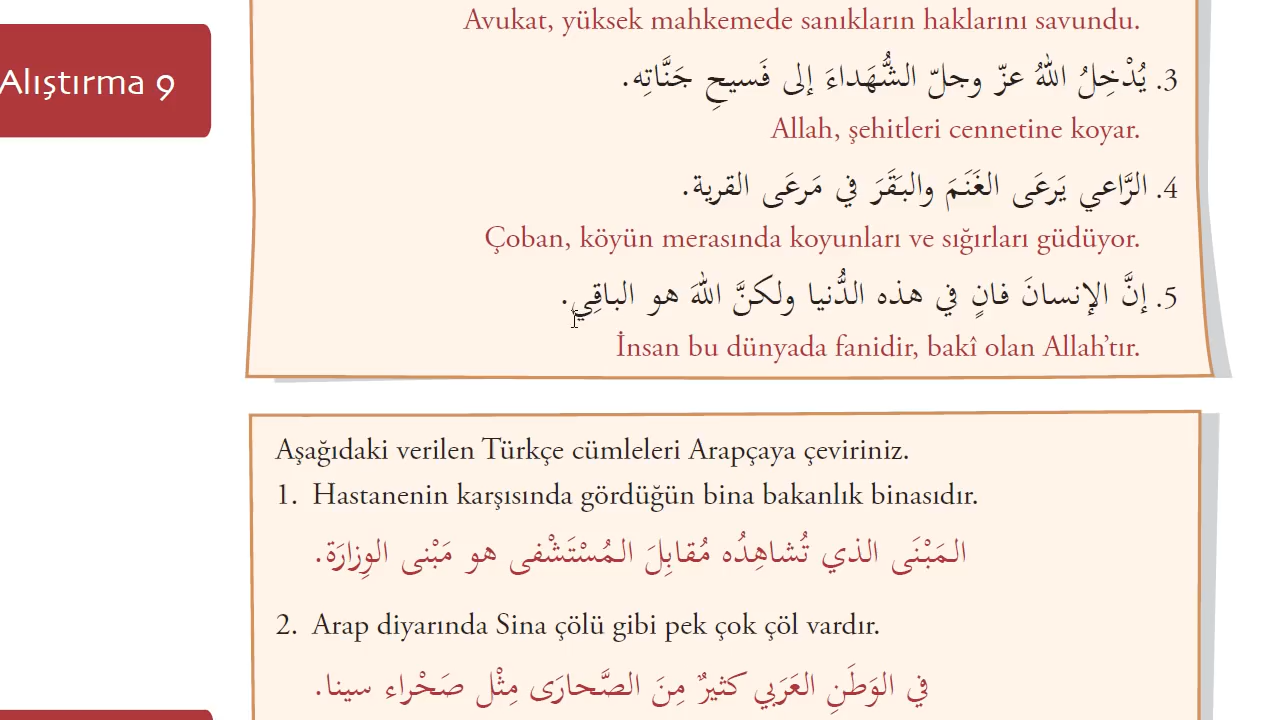 Avukat, yüksek mahkemede sanıkların haklarını savundu.
Alıştırma 9
3. يُدْخِلُ اللهُ عزّ وجلّ الشُّهَداءَ إلى فَسيحِ جَنَّاتِه.
Allah, şehitleri cennetine koyar.
4. الرَّاعي يَرعَى الغَنَمَ والبَقَرَ في مَرعَى القرية.
Çoban, köyün merasında koyunları ve sığırları güdüyor.
5. إنَّ الإنسانَ فانٍ في هذه الدُّنيا ولكنَّ اللهَ هو الباقِي.
İnsan bu dünyada fanidir, bakî olan Allah’tır.
Aşağıdaki verilen Türkçe cümleleri Arapçaya çeviriniz.
1. Hastanenin karşısında gördüğün bina bakanlık binasıdır.
المَبْنَى الذي تُشاهِدُه مُقابِلَ المُسْتَشْفى هو مَبْنى الوِزارَة.
2. Arap diyarında Sina çölü gibi pek çok çöl vardır.
في الوَطَنِ العَرَبي كثيرٌ مِنَ الصَّحارَى مِثْل صَحْراء سينا.